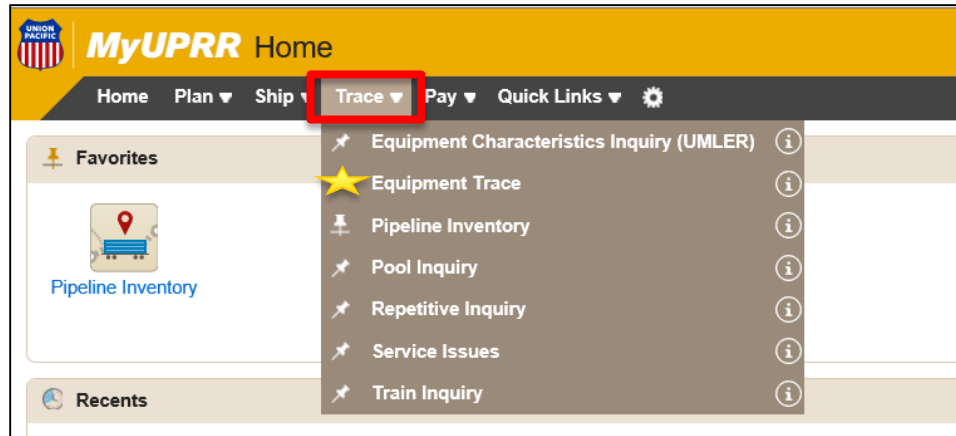 UNION
PACIFIC
MyUPRR Home
Home Plan Ship Trace Pay Quick Links
Favorites
Equipment Characteristics Inquiry (UMLER) i
Equipment Trace i
Pipeline Inventory i
Pool Inquiry i
Pipeline Inventory
Repetitive Inquiry i
Service Issues i
Train Inquiry i
Recents